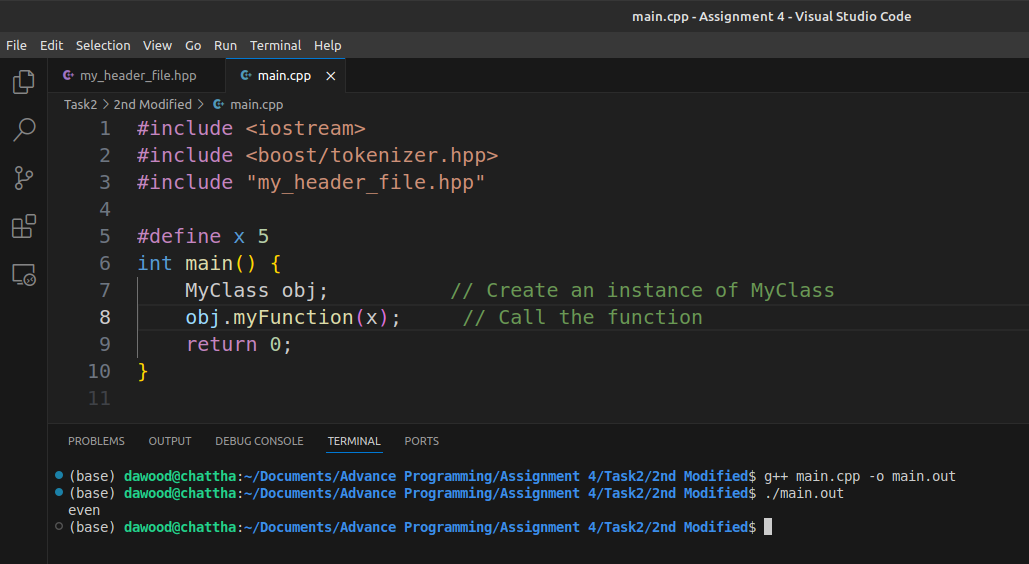 main.cpp - Assignment 4 - Visual Studio Code
File Edit Selection View Go Run Terminal Help
my_header_file.hpp main.cpp
Task2 > 2nd Modified > main.cpp
1 #include <iostream>
2 #include <boost/tokenizer.hpp>
3 #include "my_header_file.hpp"
4
5 #define x 5
6 int main() {
7 MyClass obj; // Create an instance of MyClass
8 obj.myFunction(x); // Call the function
9 return 0;
10 }
11
PROBLEMS OUTPUT DEBUG CONSOLE TERMINAL PORTS
(base) dawood@chattha:~/Documents/Advance Programming/Assignment 4/Task2/2nd Modified$ g++ main.cpp -o main.out
(base) dawood@chattha:~/Documents/Advance Programming/Assignment 4/Task2/2nd Modified$ ./main.out
even
(base) dawood@chattha:~/Documents/Advance Programming/Assignment 4/Task2/2nd Modified$